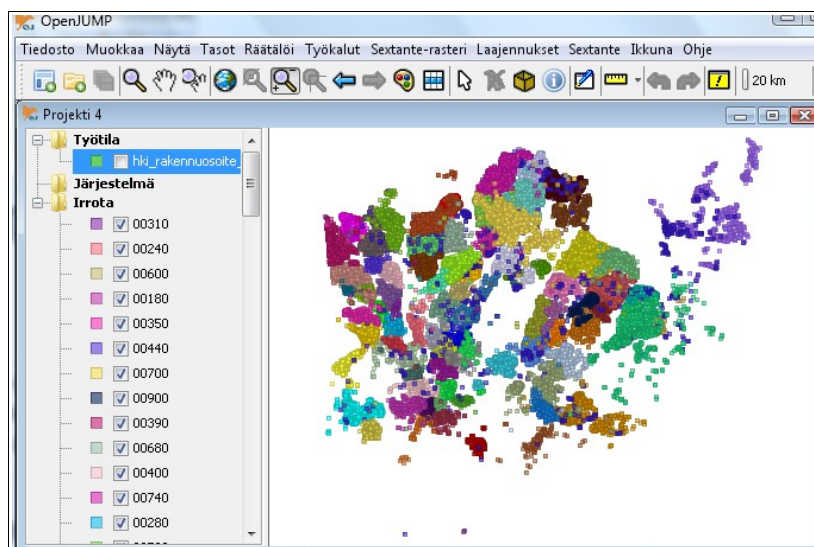 OpenJUMP
Tiedosto Muokkaa Näytä Tasot Räätälöi Työkalut Sextante-rasteri Laajennukset Sextante Ikkuna Ohje
20 km
Projekti 4
Työtila
hki_rakennuosoite_
Järjestelmä
Irrota
00310
00240
00600
00180
00350
00440
00700
00900
00390
00680
00400
00740
00280